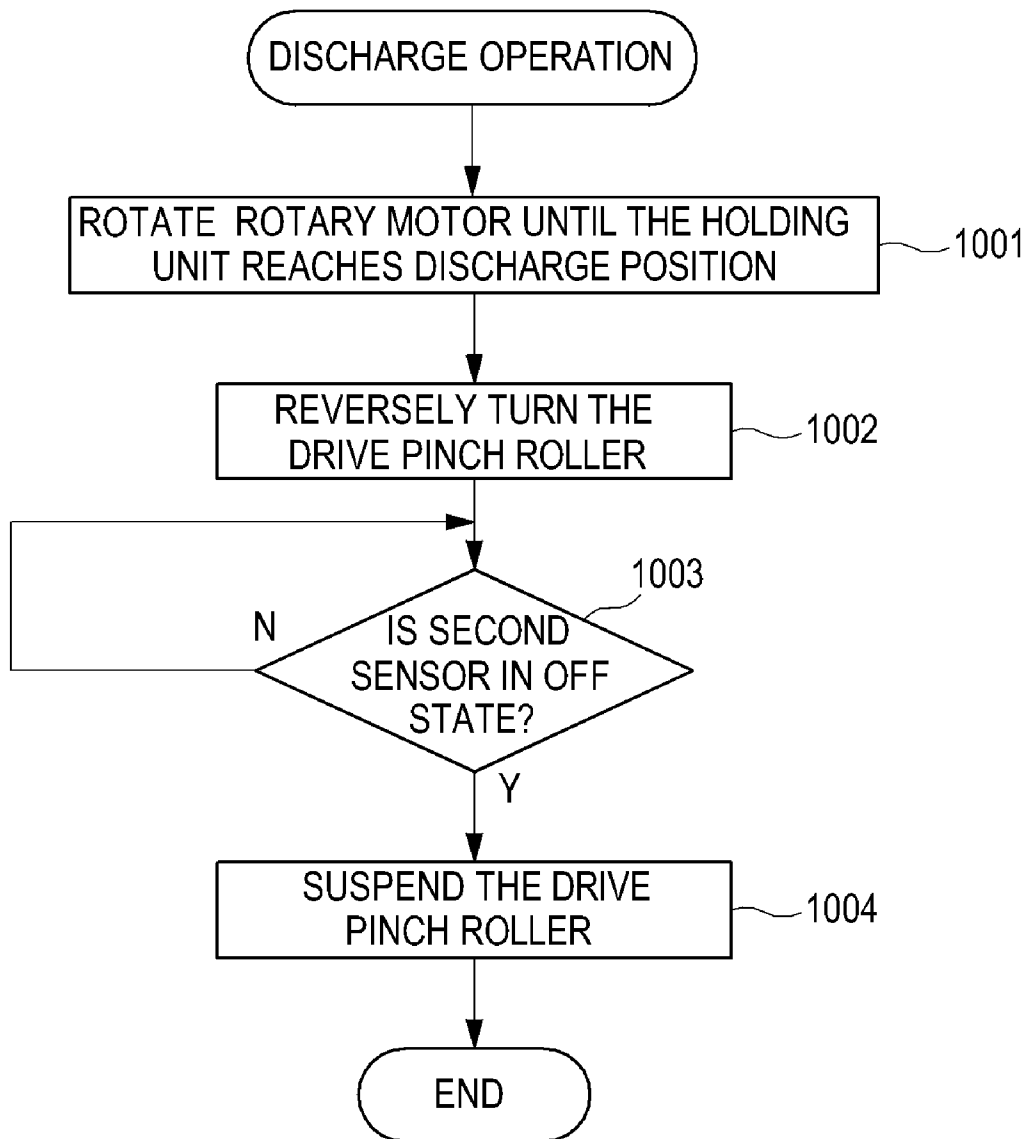 DISCHARGE OPERATION
ROTATE ROTARY MOTOR UNTIL THE HOLDING
UNIT REACHES DISCHARGE POSITION
1001
REVERSELY TURN THE
DRIVE PINCH ROLLER
1002
1003
N
IS SECOND
SENSOR IN OFF
STATE?
Y
SUSPEND THE DRIVE
PINCH ROLLER
1004
END